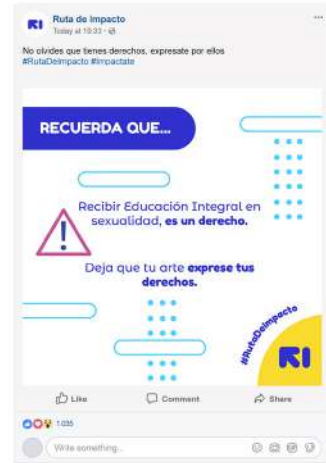 Ruta de Impacto
Today at 19:33
No olvides que tienes derechos, expresate por ellos
#RutaDeImpacto #Impactate
RECUERDA QUE...
Recibir Educación Integral en
sexualidad, es un derecho.
Deja que tu arte exprese tus
derechos.
#RutaDeImpacto
RI
Like Comment Share
1.035
Write something...